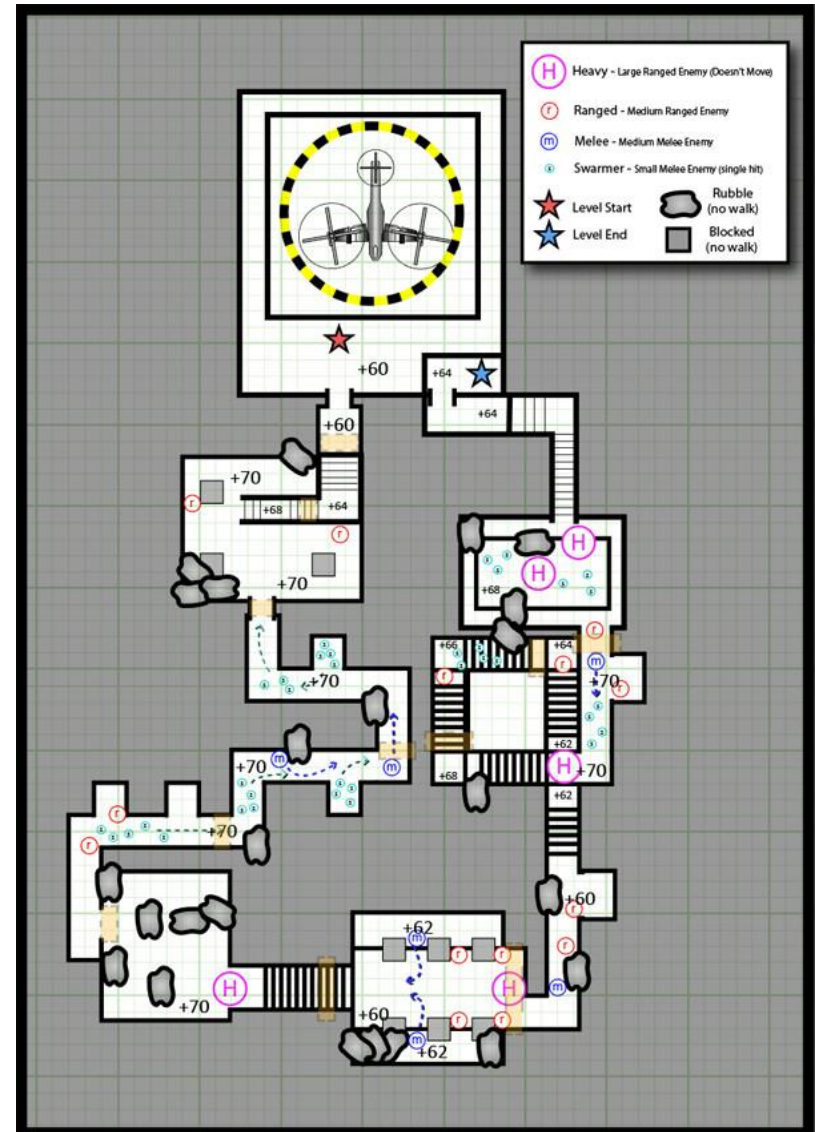 H Heavy - Large Ranged Enemy (Doesn't Move)
r Ranged - Medium Ranged Enemy
m Melee - Medium Melee Enemy
s Swarmer - Small Melee Enemy (single hit)
Level Start
Rubble
(no walk)
Level End
Blocked
(no walk)
+60
+64
+64
+60
+70
r
+68
+64
r
+70
H
H
+68
r
+66
+64
r
m
r
+70
r
+70
+62
+70
m
H
+70
m
+68
+62
r
+70
r
+60
r
+62
m
r
r
r
H
H
m
+70
+60
r
r
m
+62